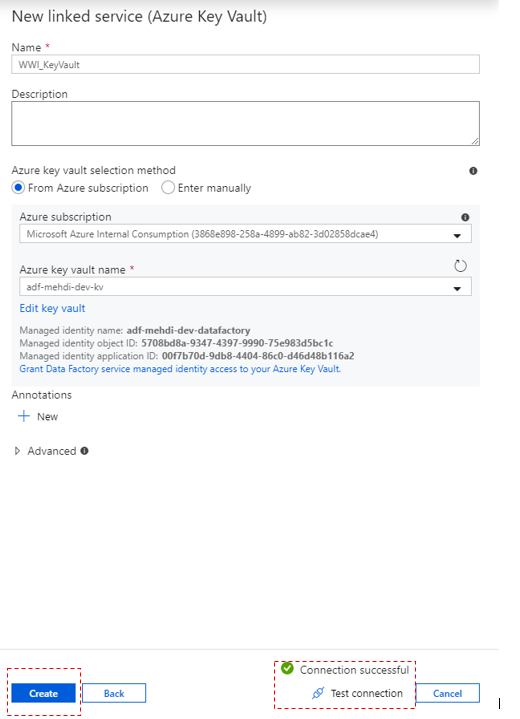 New linked service (Azure Key Vault)
Name *
WWI_KeyVault
Description
Azure key vault selection method
From Azure subscription Enter manually
Azure subscription
Microsoft Azure Internal Consumption (3868e898-258a-4899-ab82-3d02858dcae4)
Azure key vault name *
adf-mehdi-dev-kv
Edit key vault
Managed identity name: adf-mehdi-dev-datafactory
Managed identity object ID: 5708bd8a-9347-4397-9990-75e983d5bc1c
Managed identity application ID: 00f7b70d-9db8-4404-86c0-d46d48b116a2
Grant Data Factory service managed identity access to your Azure Key Vault.
Annotations
New
Advanced
Connection successful
Create Back Test connection Cancel